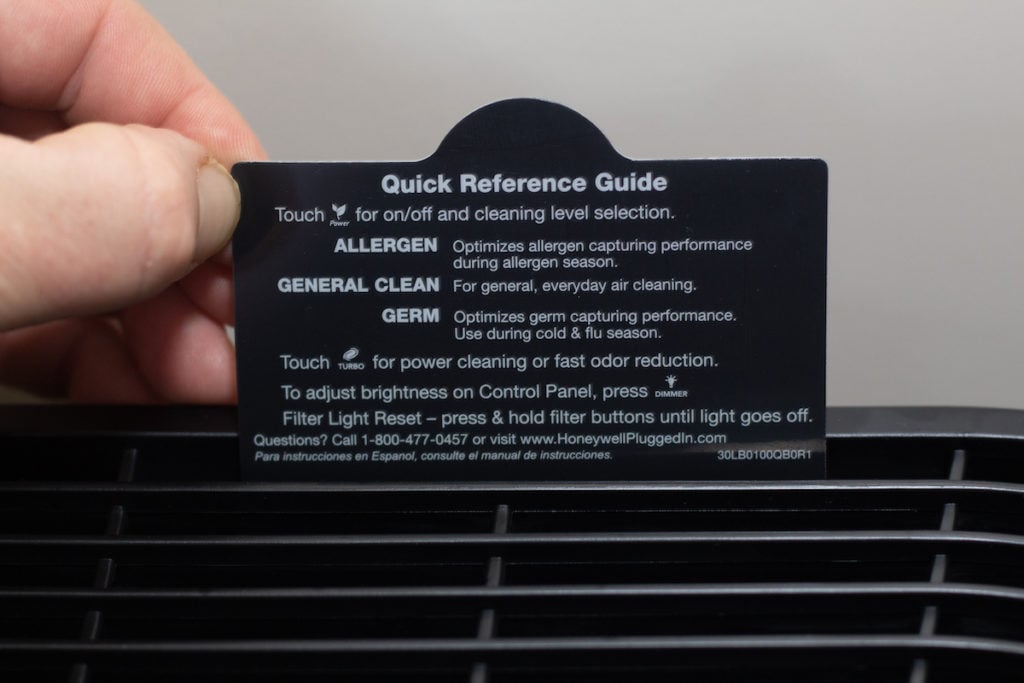 Quick Reference Guide
Touch Power for on/off and cleaning level selection.
ALLERGEN Optimizes allergen capturing performance
during allergen season.
GENERAL CLEAN For general, everyday air cleaning.
GERM Optimizes germ capturing performance.
Use during cold & flu season.
Touch TURBO for power cleaning or fast odor reduction.
To adjust brightness on Control Panel, press DIMMER
Filter Light Reset – press & hold filter buttons until light goes off.
Questions? Call 1-800-477-0457 or visit www.HoneywellPluggedIn.com
Para instrucciones en Espanol, consulte el manual de instrucciones. 30LB0100QB0R1